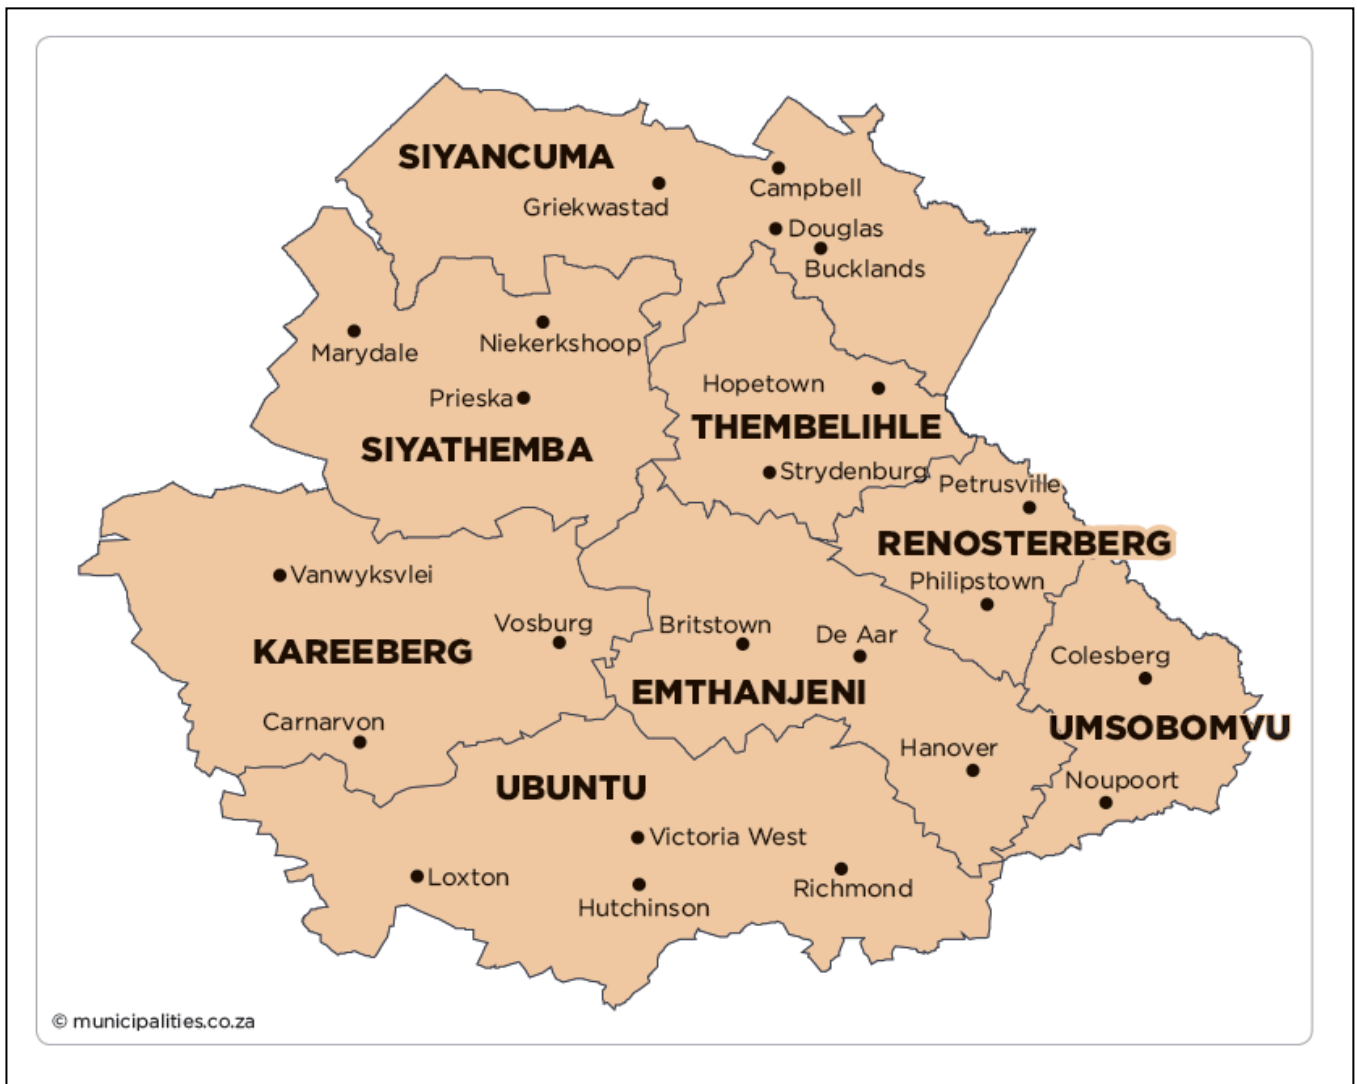 SIYANCUMA
Campbell
Griekwastad
Douglas
Bucklands
Marydale
Niekerkshoop
Prieska
SIYATHEMBA
Hopetown
THEMBELIHLE
Strydenburg
Petrusville
RENOSTERBERG
Philipstown
Vanwyksvlei
Vosburg
KAREEBERG
Carnarvon
Britstown
De Aar
EMTHANJENI
Hanover
Colesberg
UMSOBOMVU
Noupoort
UBUNTU
Victoria West
Loxton
Hutchinson
Richmond
© municipalities.co.za